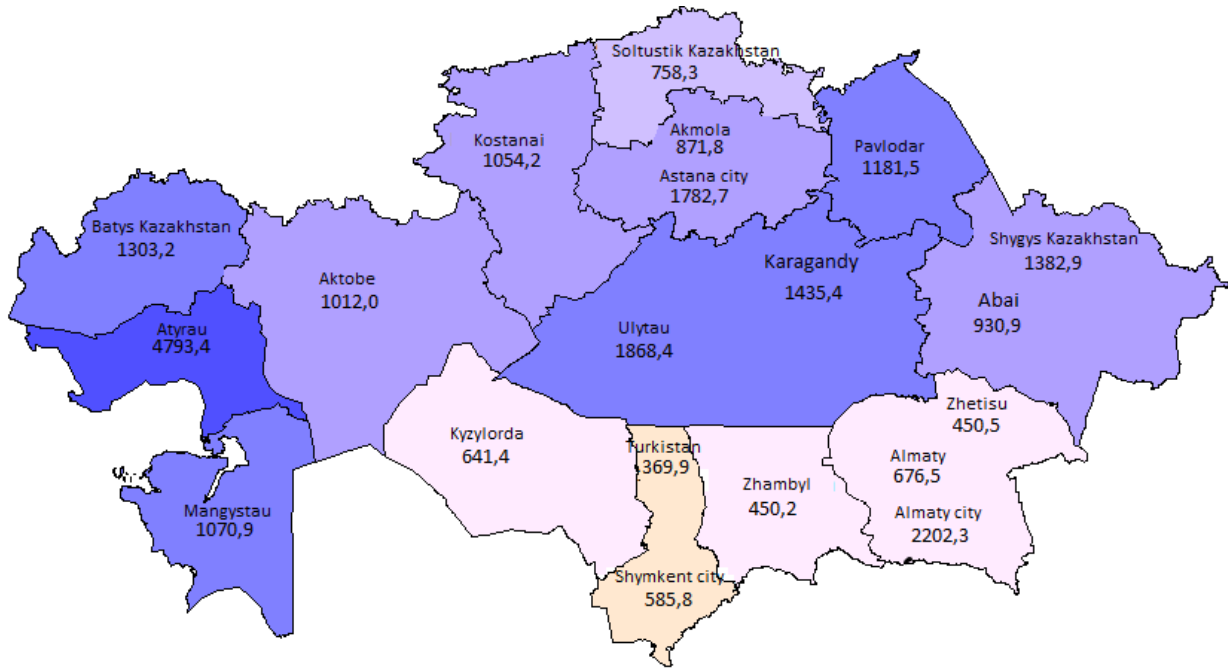 Soltustik Kazakhstan
758,3
Akmola
871,8
Kostanai
1054,2
Pavlodar
1181,5
Astana city
1782,7
Batys Kazakhstan
1303,2
Shygys Kazakhstan
1382,9
Aktobe
1012,0
Karagandy
1435,4
Abai
930,9
Atyrau
4793,4
Ulytau
1868,4
Zhetisu
450,5
Kyzylorda
641,4
Turkistan
369,9
Almaty
676,5
Zhambyl
450,2
Mangystau
1070,9
Almaty city
2202,3
Shymkent city
585,8